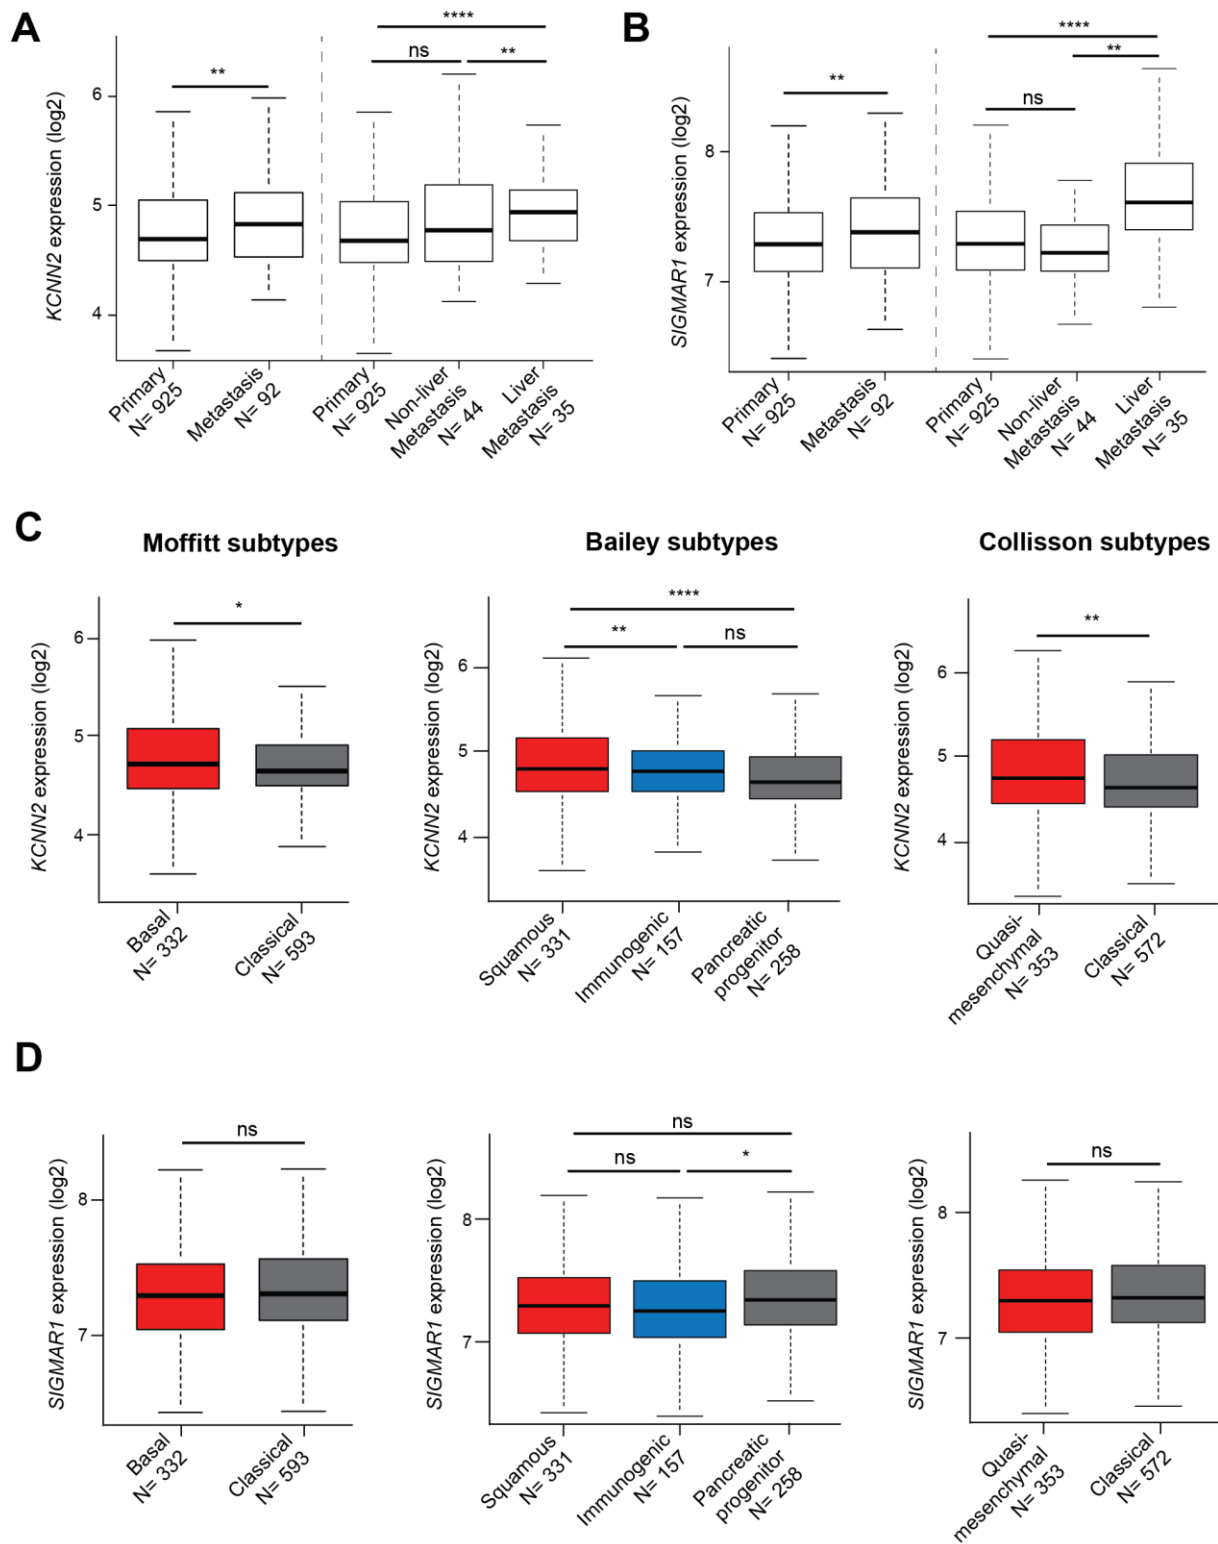 A
KCNN2 expression (log2)
6
5
4
**
****
ns
**
Primary
N= 925
Metastasis
N= 92
Primary
N= 925
Non-liver
Metastasis
N= 44
Liver
Metastasis
N= 35
B
SIGMAR1 expression (log2)
8
7
**
****
**
ns
Primary
N= 925
Metastasis
N= 92
Primary
N= 925
Non-liver
Metastasis
N= 44
Liver
Metastasis
N= 35
C
Moffitt subtypes
KCNN2 expression (log2)
6
5
4
*
Basal
N= 332
Classical
N= 593
Bailey subtypes
KCNN2 expression (log2)
6
5
4
****
**
ns
Squamous
N= 331
Immunogenic
N= 157
Pancreatic
progenitor
N= 258
Collisson subtypes
KCNN2 expression (log2)
6
5
4
**
Quasi-
mesenchymal
N= 353
Classical
N= 572
D
SIGMAR1 expression (log2)
8
7
ns
Basal
N= 332
Classical
N= 593
SIGMAR1 expression (log2)
8
7
ns
ns
*
Squamous
N= 331
Immunogenic
N= 157
Pancreatic
progenitor
N= 258
SIGMAR1 expression (log2)
8
7
ns
Quasi-
mesenchymal
N= 353
Classical
N= 572